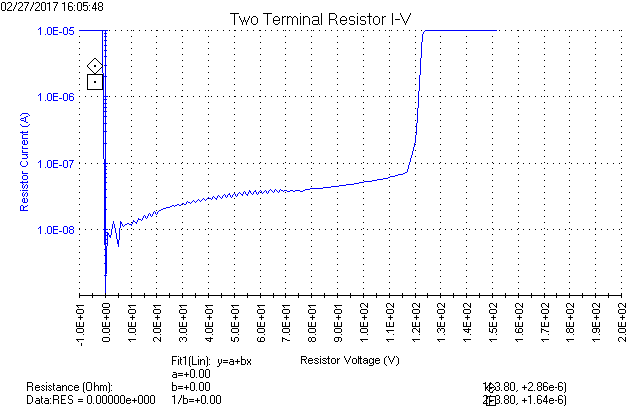 02/27/2017 16:05:48
Two Terminal Resistor I-V
1.0E-05
1.0E-06
1.0E-07
1.0E-08
Resistor Current (A)
-1.0E+01 0.0E+00 1.0E+01 2.0E+01 3.0E+01 4.0E+01 5.0E+01 6.0E+01 7.0E+01 8.0E+01 9.0E+01 1.0E+02 1.1E+02 1.2E+02 1.3E+02 1.4E+02 1.5E+02 1.6E+02 1.7E+02 1.8E+02 1.9E+02 2.0E+02
Fit1(Lin): y=a+bx
Resistor Voltage (V)
a=+0.00
Resistance (Ohm):
b=+0.00
3.80, +2.86e-6)
Data:RES = 0.00000e+000
1/b=+0.00
3.80, +1.64e-6)